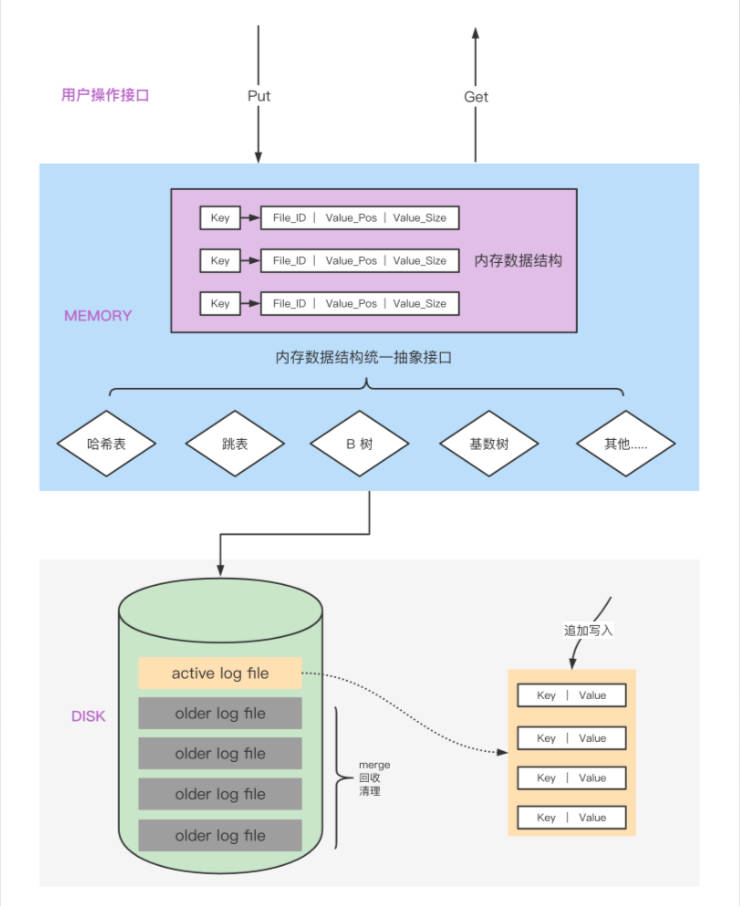 用户操作接口
Put
Get
Key
File_ID | Value_Pos | Value_Size
Key
File_ID | Value_Pos | Value_Size
内存数据结构
Key
File_ID | Value_Pos | Value_Size
MEMORY
内存数据结构统一抽象接口
哈希表
跳表
B 树
基数树
其他.....
追加写入
active log file
Key | Value
DISK
older log file
Key | Value
older log file
merge
回收
清理
Key | Value
older log file
Key | Value
older log file